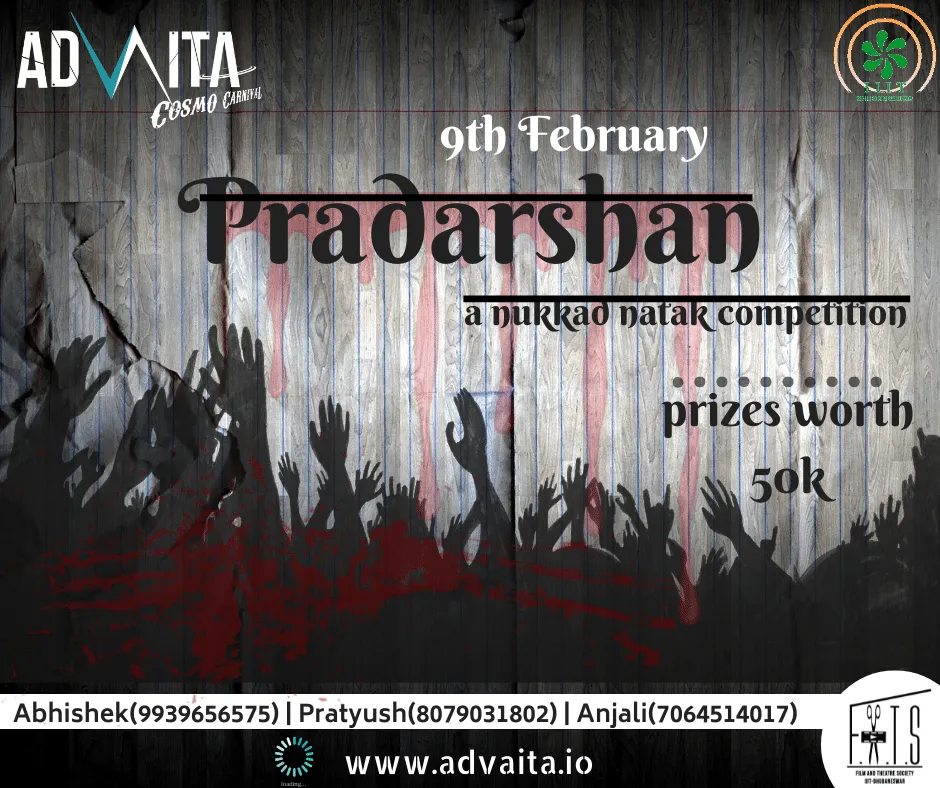 ADVAITA
COSMO CARNIVAL
I I I T
9th February
Pradarshan
a nukkad natak competition
prizes worth
50k
Abhishek(9939656575) | Pratyush(8079031802) | Anjali(7064514017)
loading...
www.advaita.io
F.A.T.S
FILM AND THEATRE SOCIETY
IIIT-BHUBANESWAR